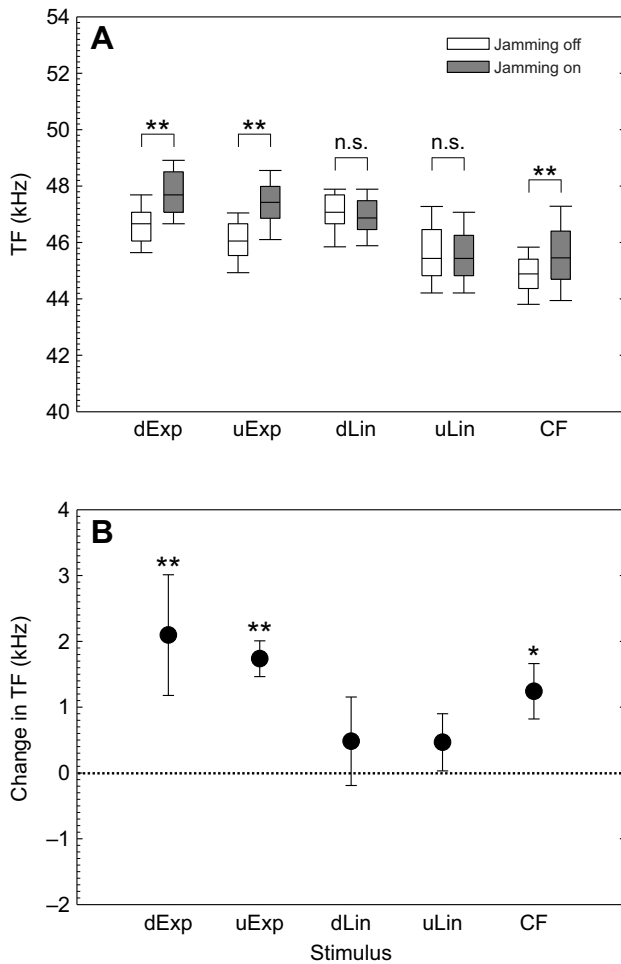 A
Jamming off
Jamming on
54
52
50
48
46
44
42
40
TF (kHz)
** ** n.s. n.s. **
dExp uExp dLin uLin CF
B
4
3
2
1
0
–1
–2
Change in TF (kHz)
** ** *
dExp uExp dLin uLin CF
Stimulus